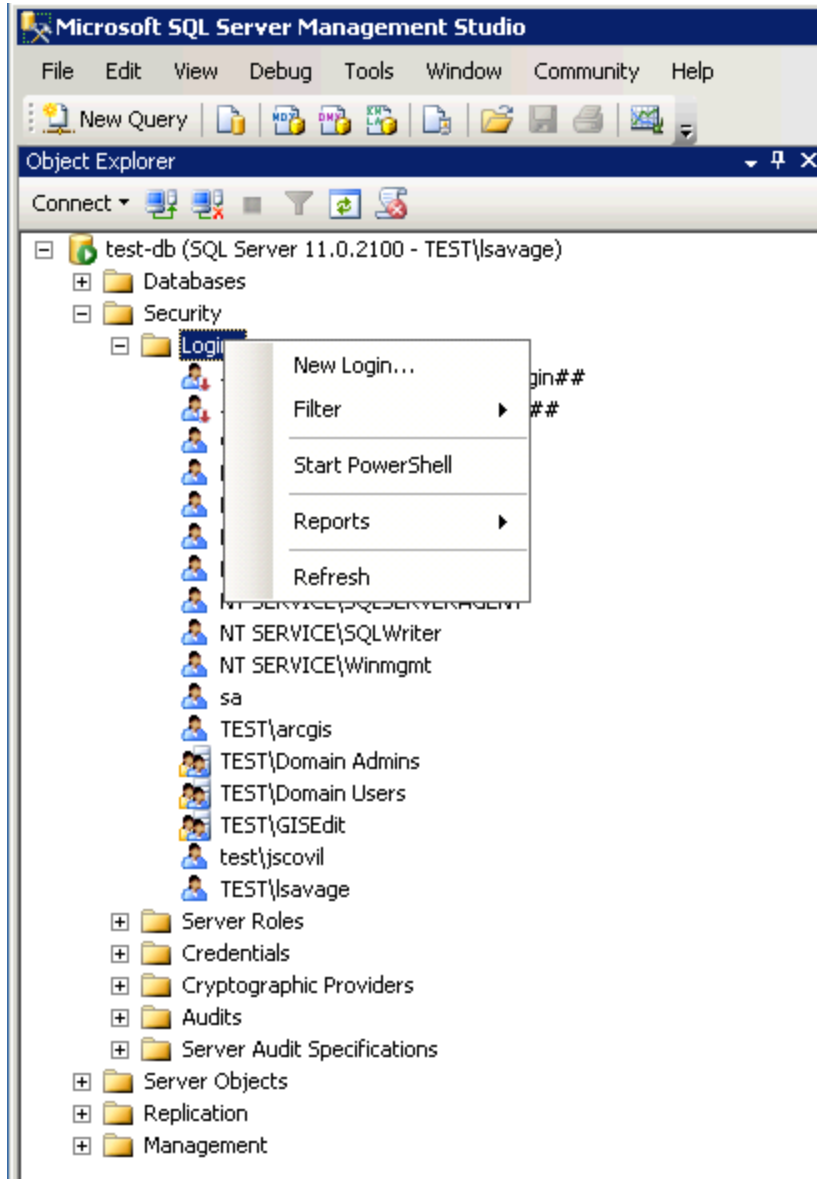 Microsoft SQL Server Management Studio
File Edit View Debug Tools Window Community Help
New Query
Object Explorer
Connect
test-db (SQL Server 11.0.2100 - TEST\lsavage)
Databases
Security
New Login...
Filter
Start PowerShell
Reports
Refresh
NT SERVICE\SQLSERVERAGENT
NT SERVICE\SQLWriter
NT SERVICE\Winmgmt
sa
TEST\arcgis
TEST\Domain Admins
TEST\Domain Users
TEST\GISEdit
test\jscovil
TEST\lsavage
Server Roles
Credentials
Cryptographic Providers
Audits
Server Audit Specifications
Server Objects
Replication
Management